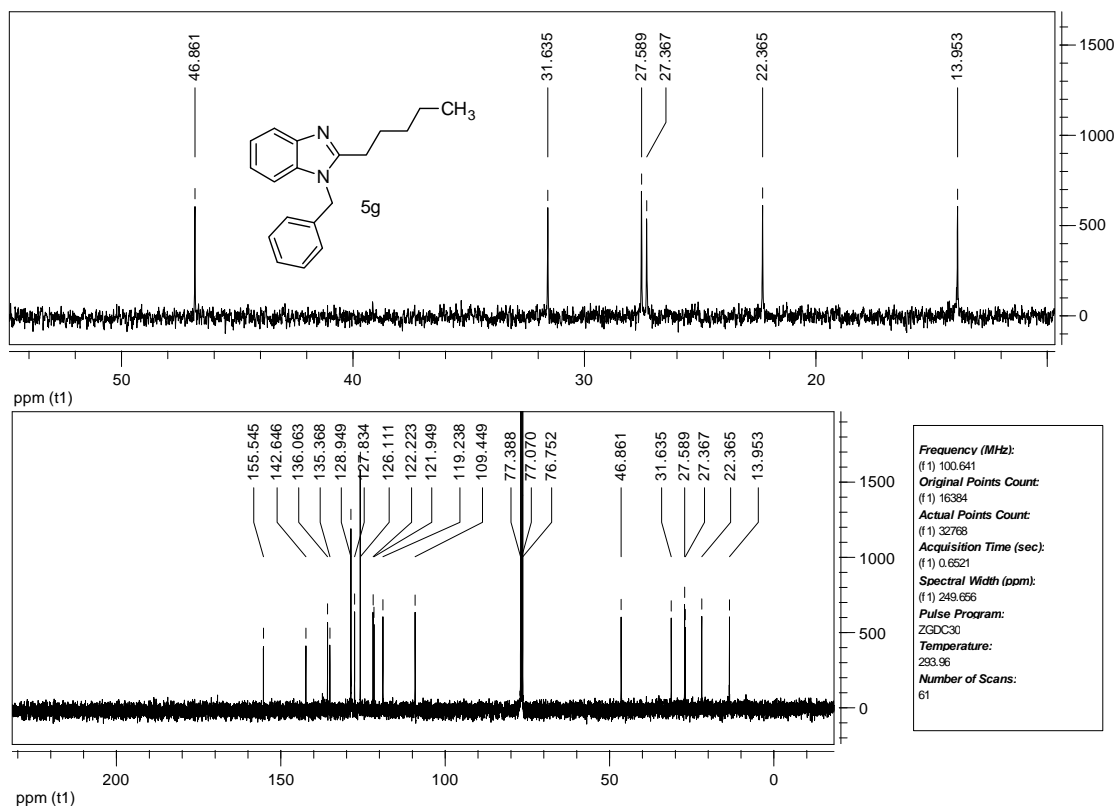 46.861
31.635
27.589
27.367
22.365
13.953
1500
1000
500
0
N
CH3
N
5g
50
40
30
20
ppm (t1)
155.545
142.646
136.063
135.368
128.949
127.834
126.111
122.223
121.949
119.238
109.449
77.388
77.070
76.752
46.861
31.635
27.589
27.367
22.365
13.953
1500
1000
500
0
200
150
100
50
0
ppm (t1)
Frequency (MHz):
(f1) 100.641
Original Points Count:
(f1) 16384
Actual Points Count:
(f1) 32768
Acquisition Time (sec):
(f1) 0.6521
Spectral Width (ppm):
(f1) 249.656
Pulse Program:
ZGDC30
Temperature:
293.96
Number of Scans:
61